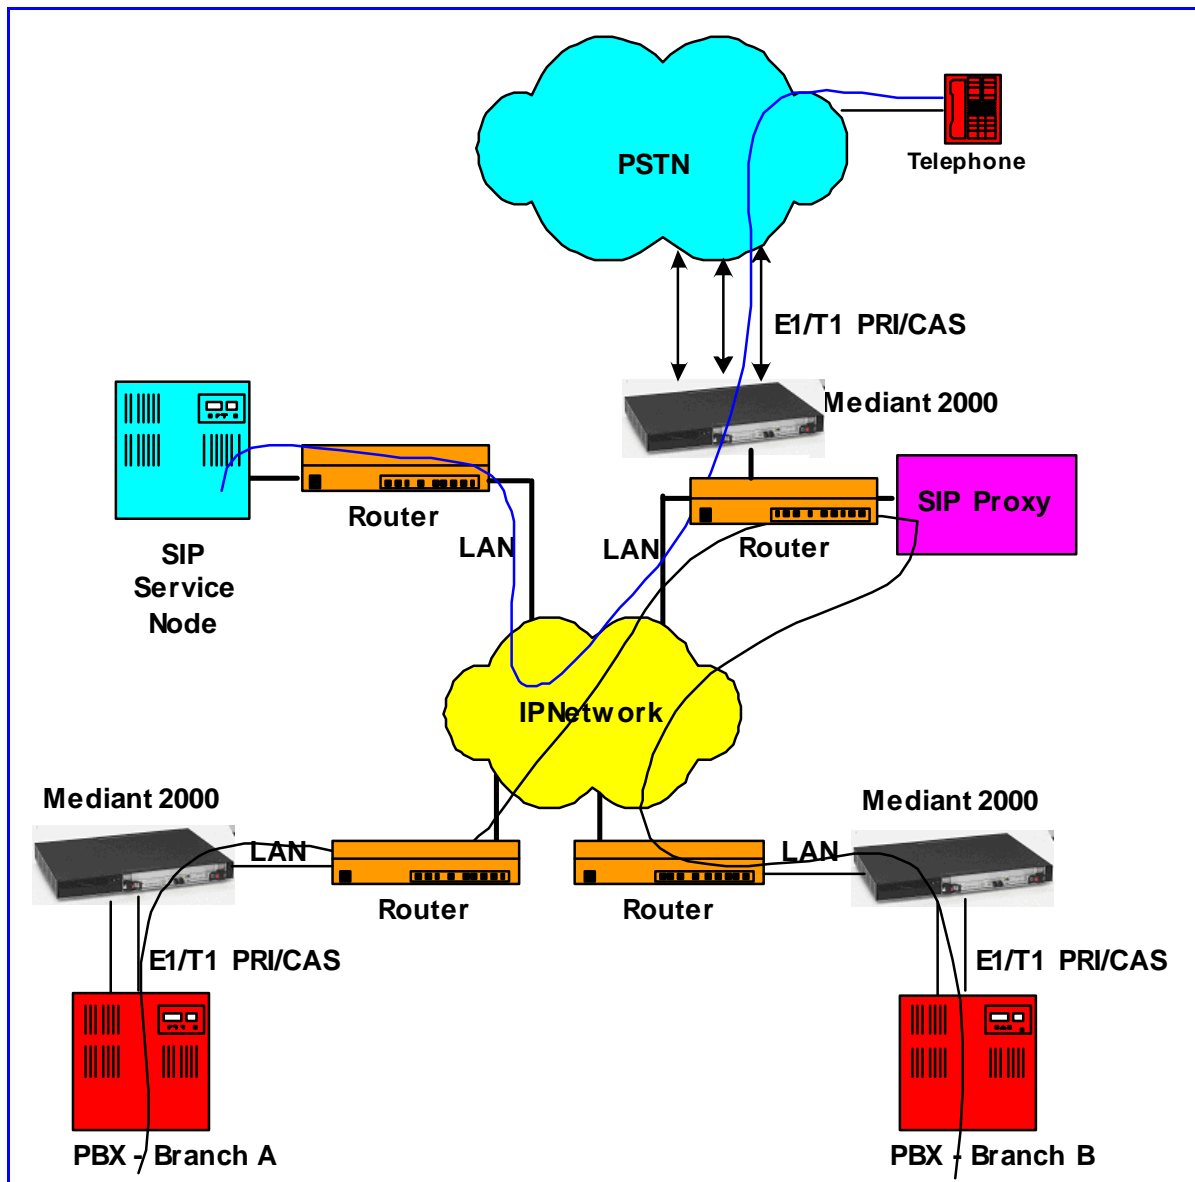 PSTN
Telephone
E1/T1 PRI/CAS
Mediant 2000
Router
SIP Proxy
LAN
LAN
Router
SIP
Service
Node
IPNetwork
Mediant 2000
Mediant 2000
LAN
LAN
Router
Router
E1/T1 PRI/CAS
E1/T1 PRI/CAS
PBX - Branch A
PBX - Branch B